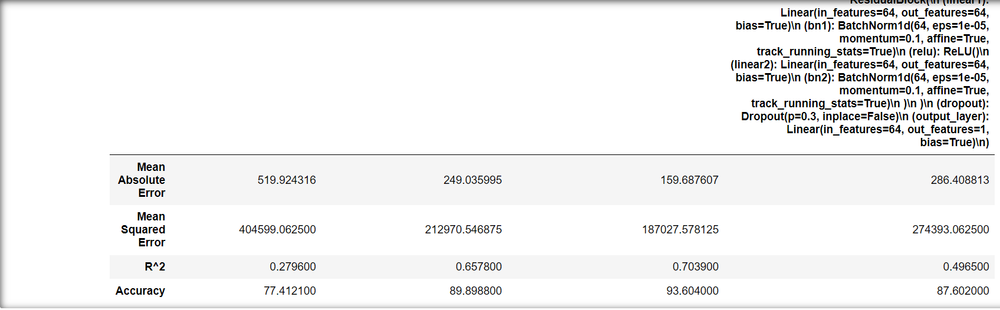 ResidualBlock(\n (linear1):
Linear(in_features=64, out_features=64,
bias=True)\n (bn1): BatchNorm1d(64, eps=1e-05,
momentum=0.1, affine=True,
track_running_stats=True)\n (relu): ReLU()\n
(linear2): Linear(in_features=64, out_features=64,
bias=True)\n (bn2): BatchNorm1d(64, eps=1e-05,
momentum=0.1, affine=True,
track_running_stats=True)\n )\n )\n (dropout):
Dropout(p=0.3, inplace=False)\n (output_layer):
Linear(in_features=64, out_features=1,
bias=True)\n)
Mean
Absolute
Error
519.924316 249.035995 159.687607 286.408813
Mean
Squared
Error
404599.062500 212970.546875 187027.578125 274393.062500
R^2 0.279600 0.657800 0.703900 0.496500
Accuracy 77.412100 89.898800 93.604000 87.602000